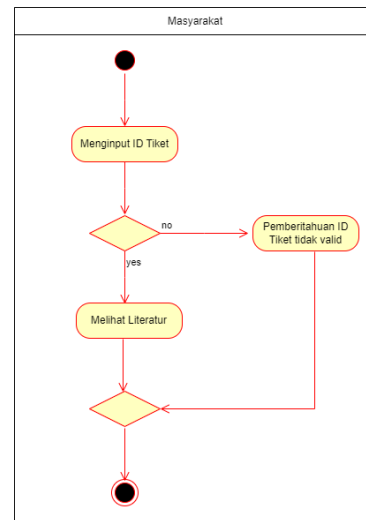 Masyarakat
Menginput ID Tiket
no
Pemberitahuan ID
Tiket tidak valid
yes
Melihat Literatur